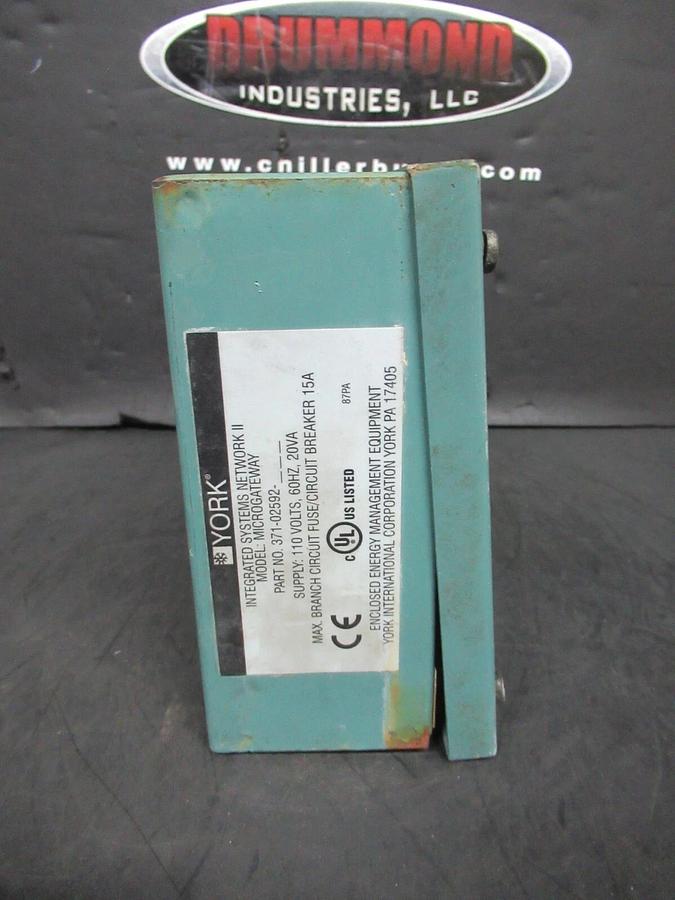 DRUMMOND
INDUSTRIES, LLC
YORK®
INTEGRATED SYSTEMS NETWORK II
MODEL: MICROGATEWAY
PART NO. 371-02592-
SUPPLY: 110 VOLTS, 60HZ, 20VA
MAX. BRANCH CIRCUIT FUSE/CIRCUIT BREAKER 15A
CE C UL US LISTED 87PA
ENCLOSED ENERGY MANAGEMENT EQUIPMENT
YORK INTERNATIONAL CORPORATION YORK PA 17405